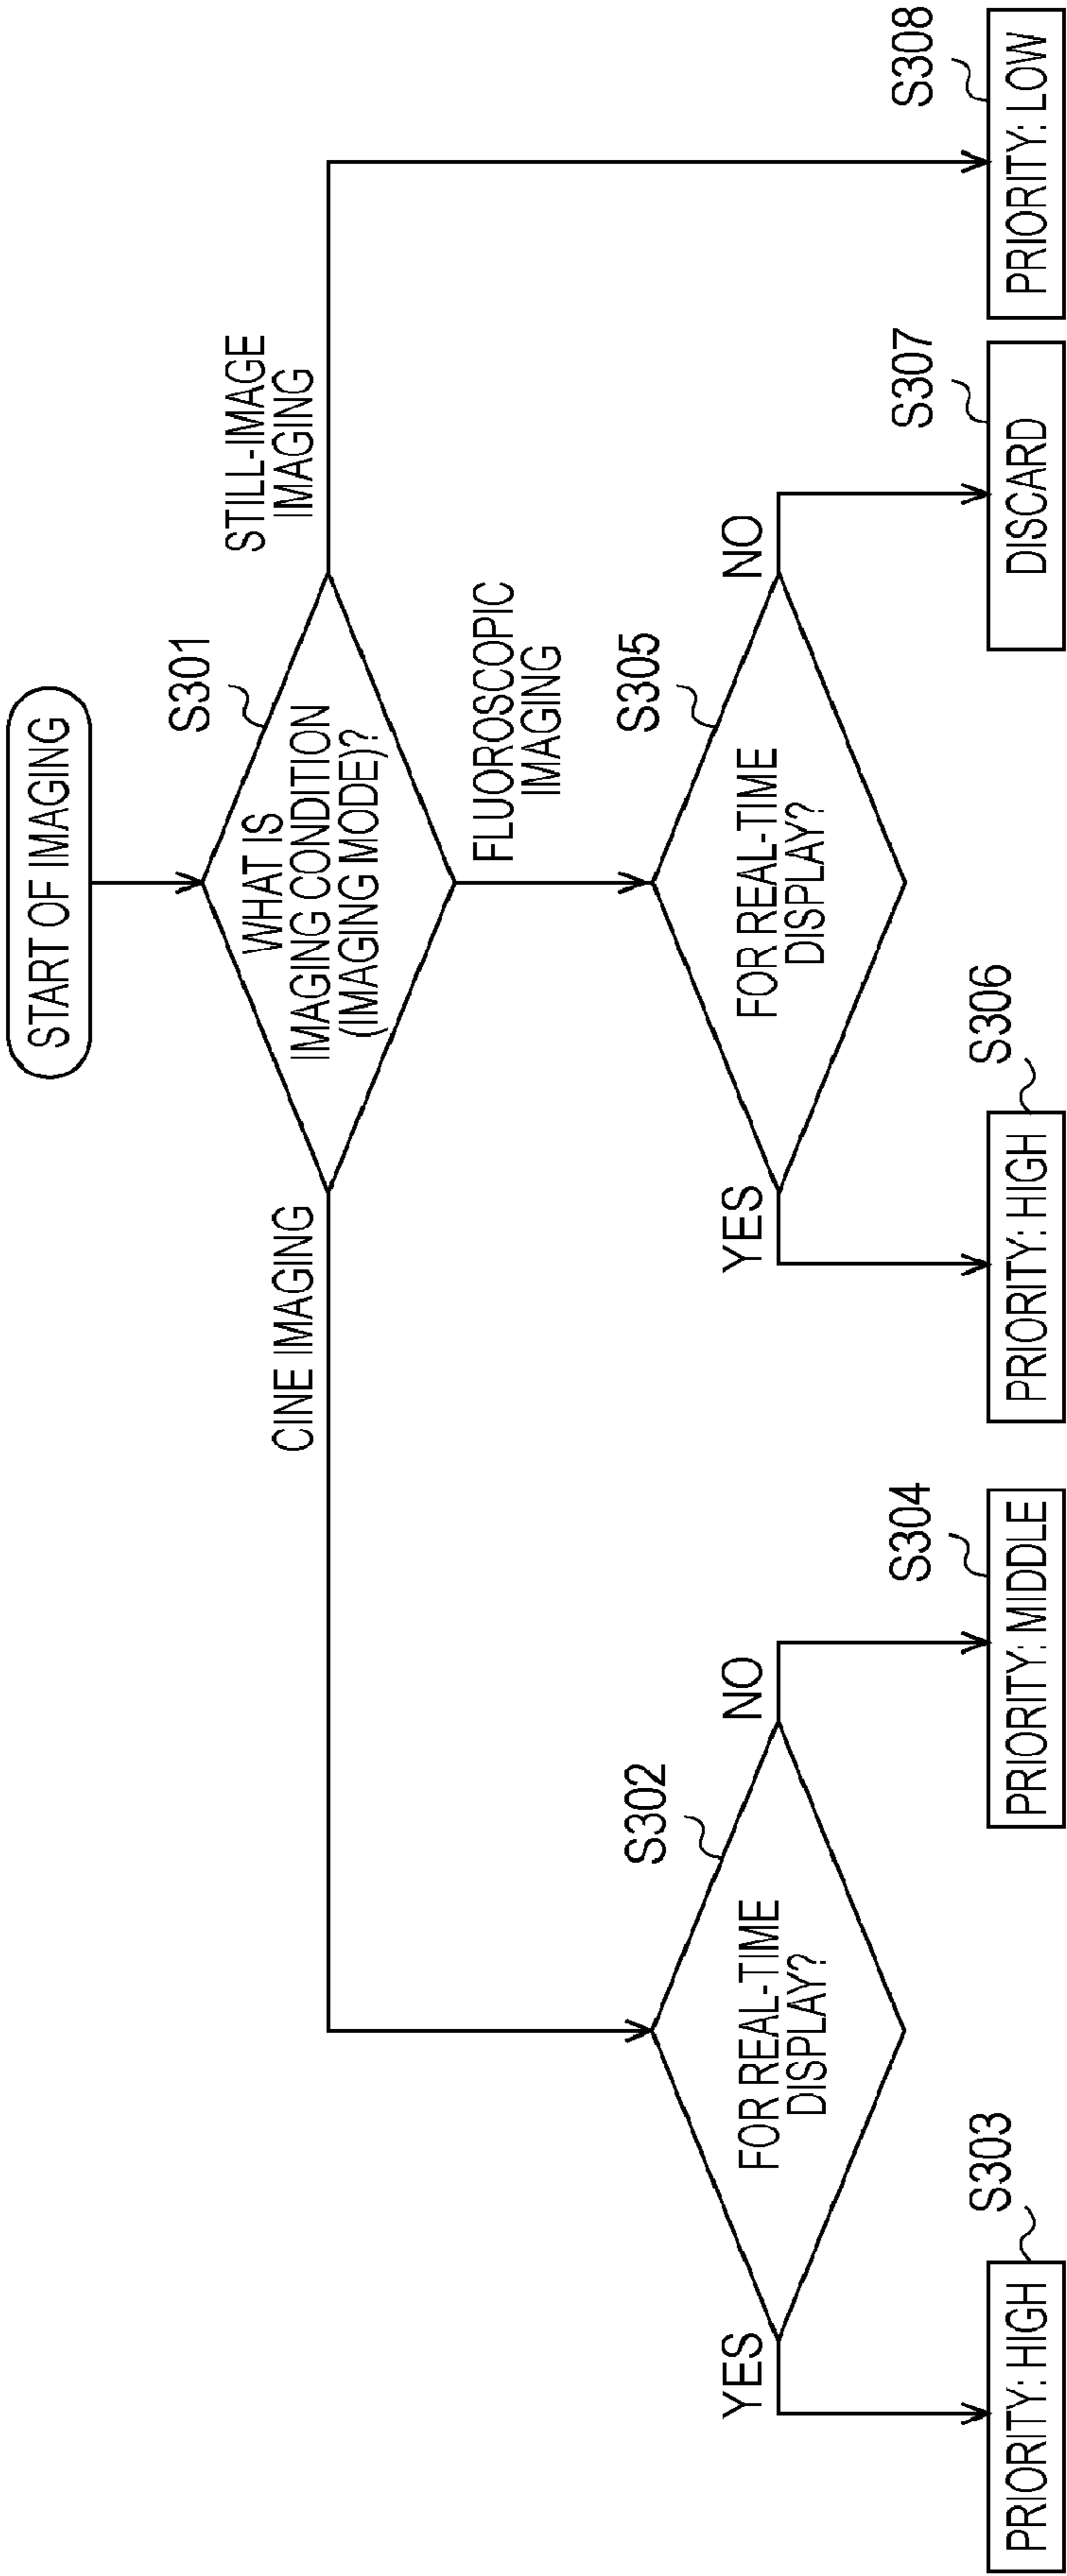 START OF IMAGING
S301
WHAT IS
IMAGING CONDITION
(IMAGING MODE)?
CINE IMAGING
FLUOROSCOPIC
IMAGING
STILL-IMAGE
IMAGING
S302
FOR REAL-TIME
DISPLAY?
YES
NO
S305
FOR REAL-TIME
DISPLAY?
YES
NO
S303
PRIORITY: HIGH
S304
PRIORITY: MIDDLE
S306
PRIORITY: HIGH
S307
DISCARD
S308
PRIORITY: LOW